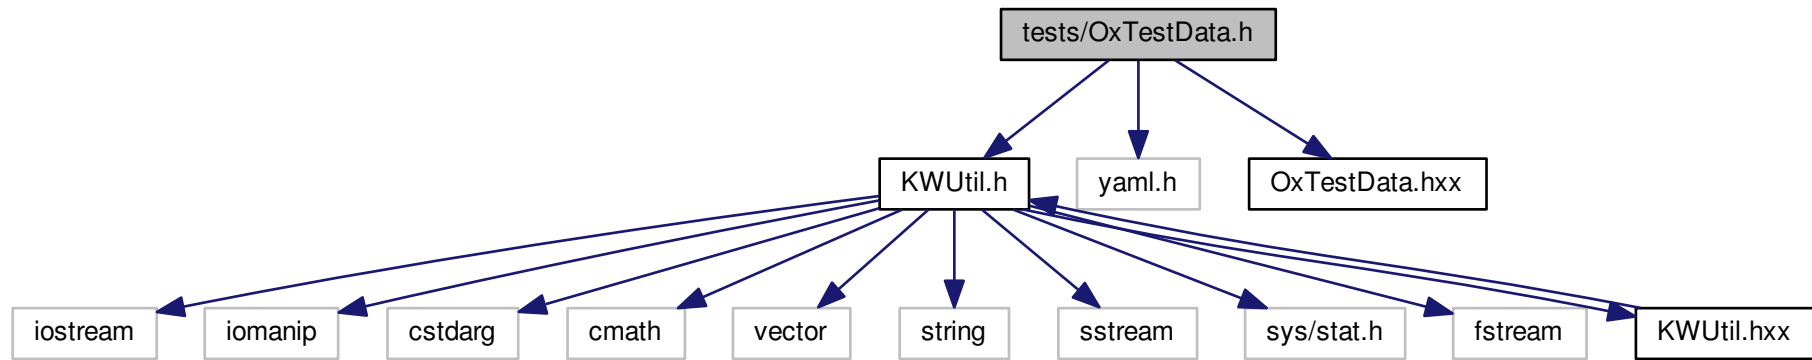 tests/OxTestData.h
KWUtil.h
yaml.h
OxTestData.hxx
iostream
iomanip
cstdarg
cmath
vector
string
sstream
sys/stat.h
fstream
KWUtil.hxx